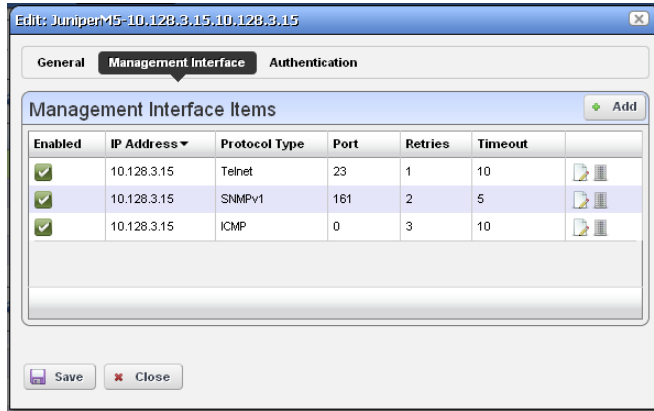 Edit: JuniperM5-10.128.3.15.10.128.3.15
General Management Interface Authentication
Management Interface Items Add
Enabled IP Address Protocol Type Port Retries Timeout
10.128.3.15 Telnet 23 1 10
10.128.3.15 SNMPv1 161 2 5
10.128.3.15 ICMP 0 3 10
Save Close